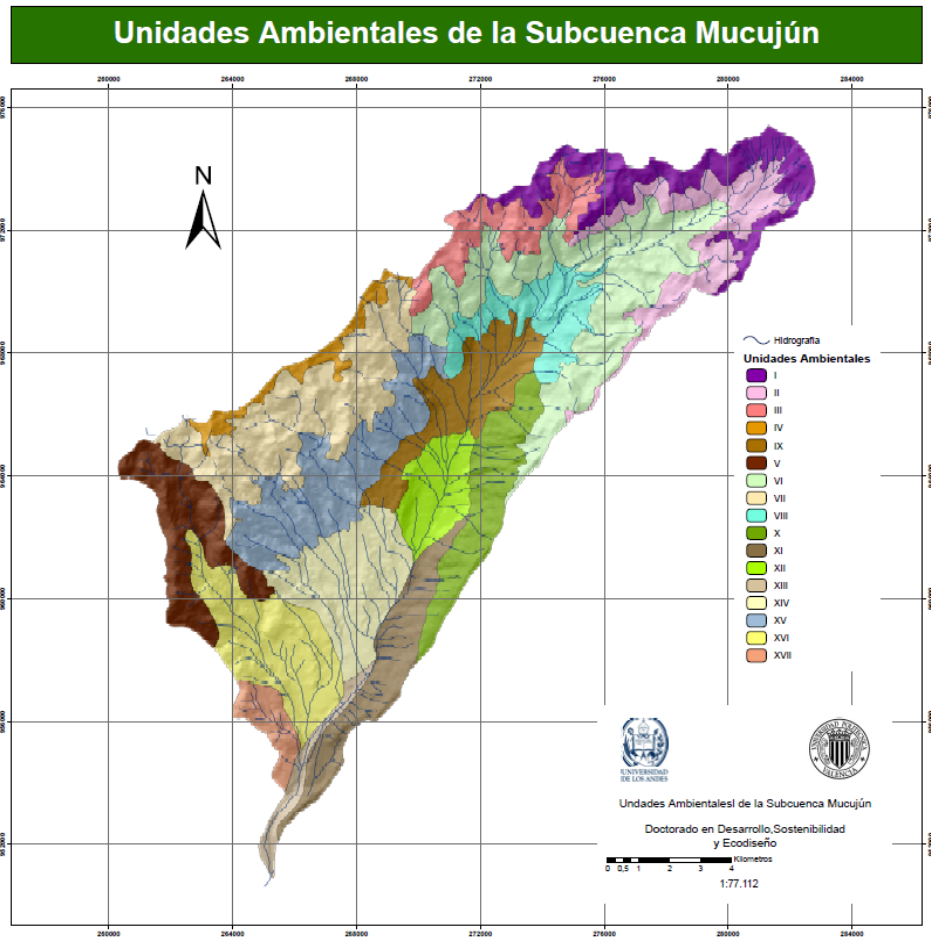 Unidades Ambientales de la Subcuenca Mucujún
260000 264000 268000 272000 276000 280000 284000
N
Hidrografía
Unidades Ambientales
I
II
III
IV
IX
V
VI
VII
VIII
X
XI
XII
XIII
XIV
XV
XVI
XVII
UNIVERSIDAD
DE LOS ANDES
UNIVERSIDAD POLITECNICA
VALENCIA
Undades Ambientalesl de la Subcuenca Mucujún
Doctorado en Desarrollo,Sostenibilidad
y Ecodiseño
Kilometros
0 0,5 1 2 3 4
1:77.112
260000 264000 268000 272000 276000 280000 284000